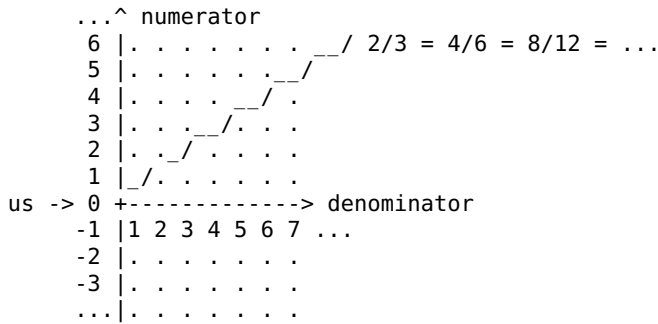 ...^ numerator
6 |. . . . . . . __/ 2/3 = 4/6 = 8/12 = ...
5 |. . . . . .__/
4 |. . . . __/ .
3 |. . .__/. . .
2 |. ._/ . . . .
1 |_/. . . . . .
us -> 0 +-------------> denominator
-1 |1 2 3 4 5 6 7 ...
-2 |. . . . . . .
-3 |. . . . . . .
...|. . . . . . .